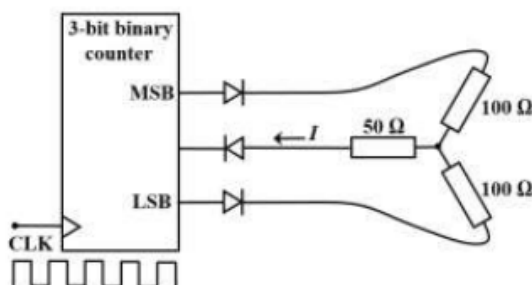 3-bit binary
counter
MSB
I
50 Ω
100 Ω
100 Ω
LSB
CLK